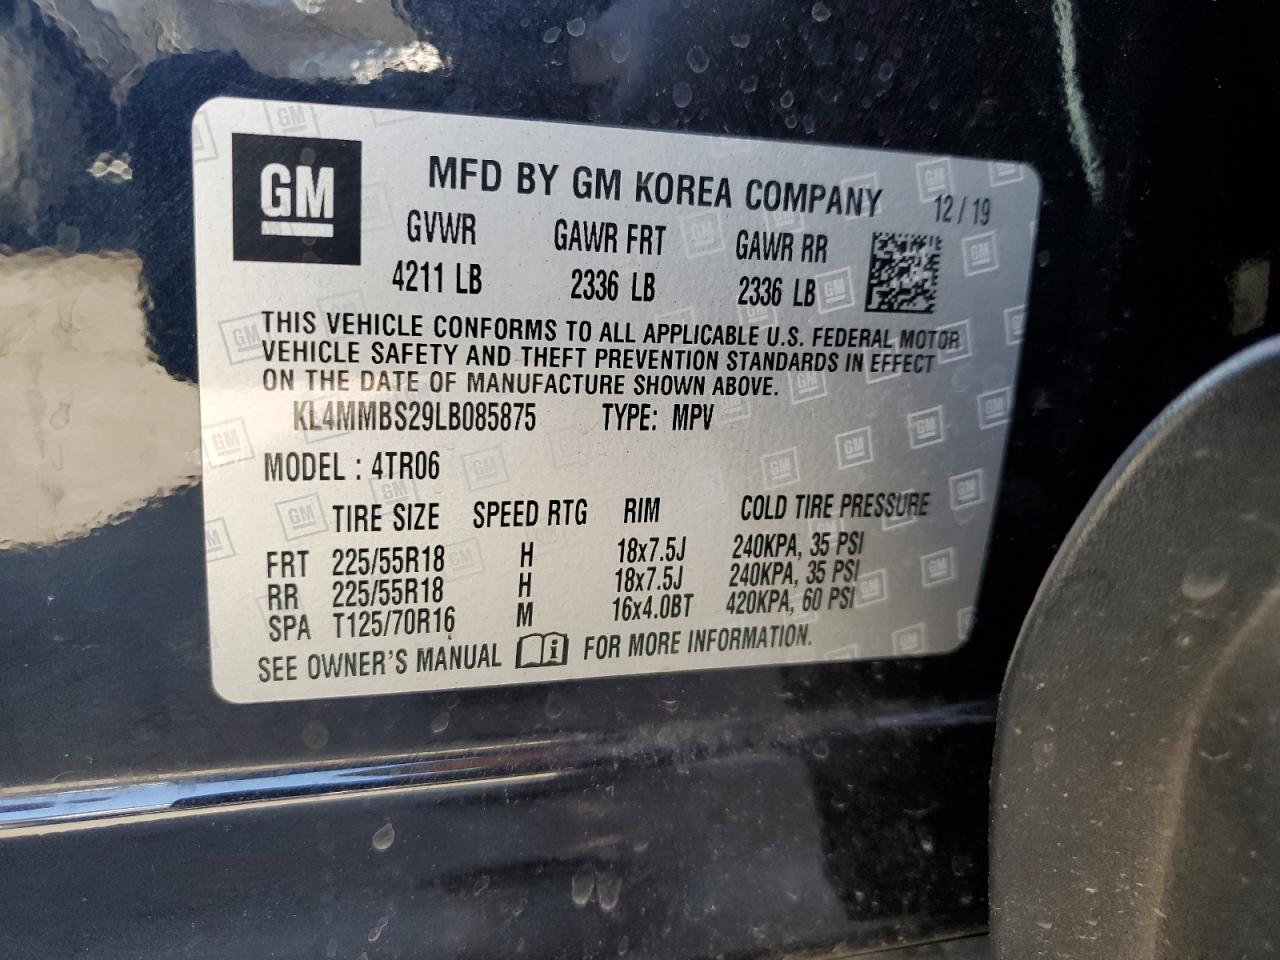 GM
MFD BY GM KOREA COMPANY 12/19
GVWR GAWR FRT GAWR RR
4211 LB 2336 LB 2336 LB
THIS VEHICLE CONFORMS TO ALL APPLICABLE U.S. FEDERAL MOTOR
VEHICLE SAFETY AND THEFT PREVENTION STANDARDS IN EFFECT
ON THE DATE OF MANUFACTURE SHOWN ABOVE.
KL4MMBS29LB085875 TYPE: MPV
MODEL : 4TR06
TIRE SIZE SPEED RTG RIM COLD TIRE PRESSURE
FRT 225/55R18 H 18x7.5J 240KPA, 35 PSI
RR 225/55R18 H 18x7.5J 240KPA, 35 PSI
SPA T125/70R16 M 16x4.0BT 420KPA, 60 PSI
SEE OWNER'S MANUAL i FOR MORE INFORMATION.